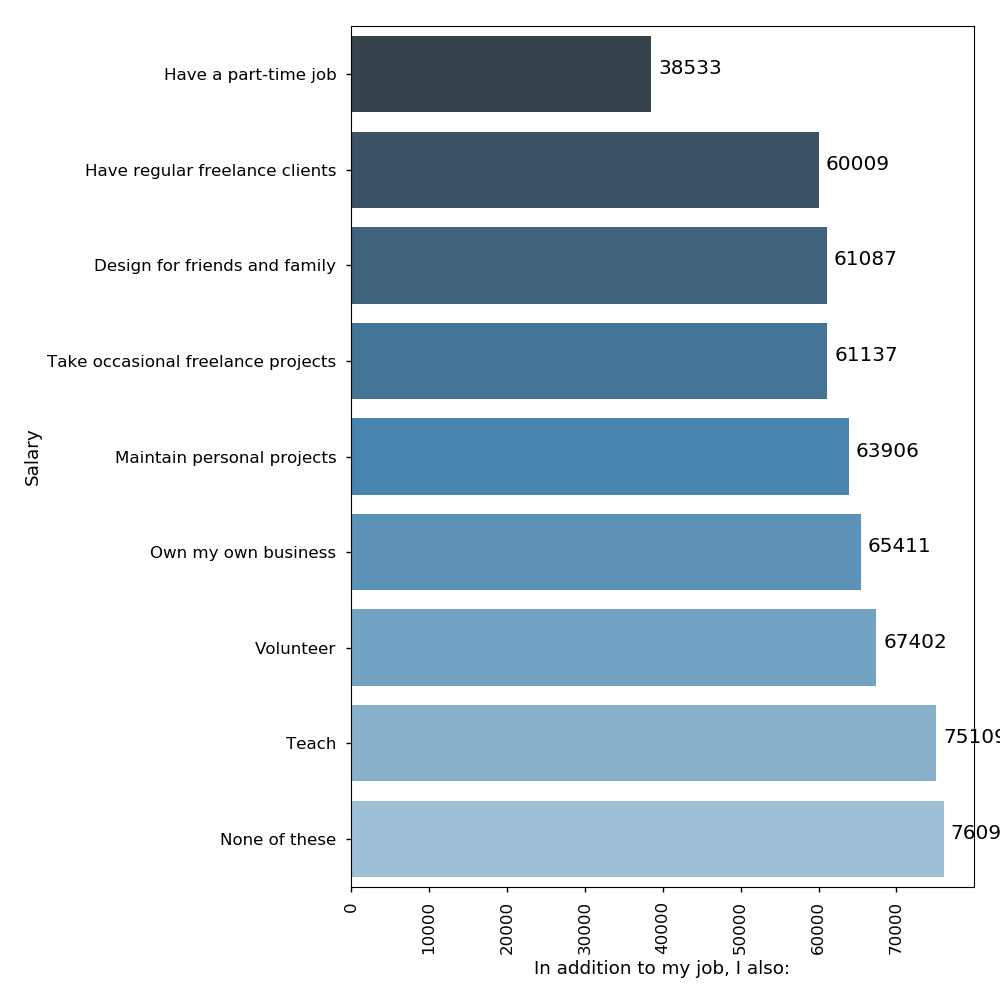 Have a part-time job 38533
Have regular freelance clients 60009
Design for friends and family 61087
Take occasional freelance projects 61137
Maintain personal projects 63906
Own my own business 65411
Volunteer 67402
Teach 75109
None of these 7609
Salary
0 10000 20000 30000 40000 50000 60000 70000
In addition to my job, I also: